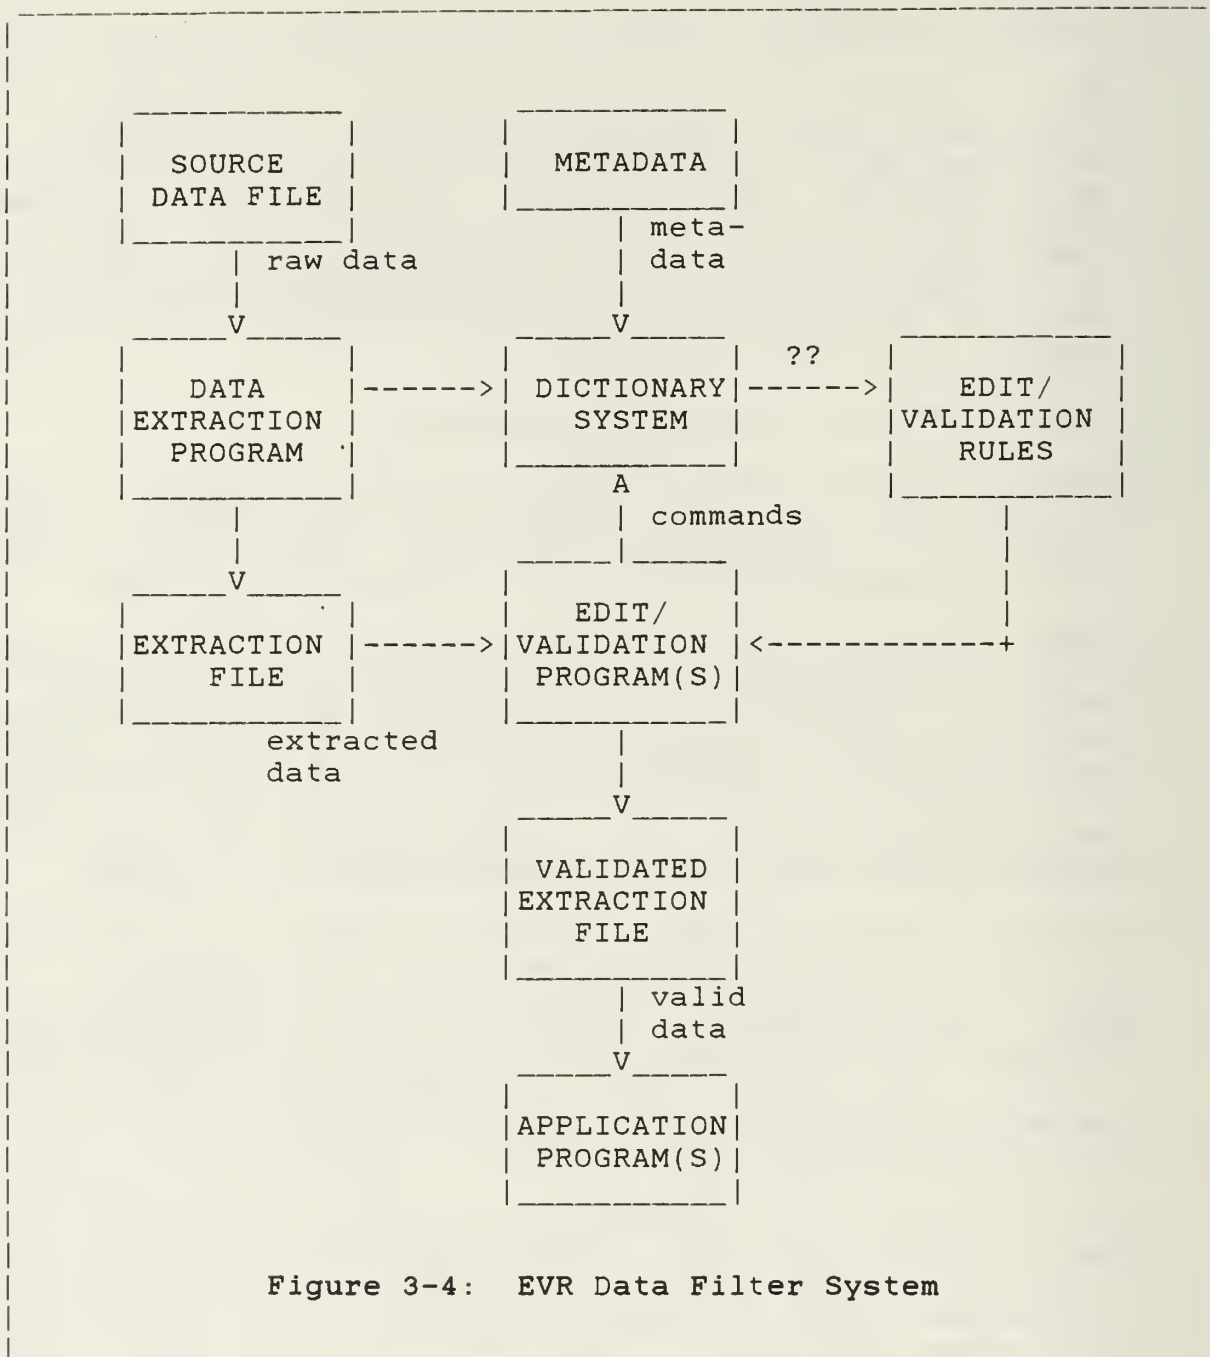 SOURCE
DATA FILE
METADATA
raw data
meta-
data
DATA
EXTRACTION
PROGRAM
DICTIONARY
SYSTEM
??
EDIT/
VALIDATION
RULES
commands
EXTRACTION
FILE
EDIT/
VALIDATION
PROGRAM(S)
extracted
data
VALIDATED
EXTRACTION
FILE
valid
data
APPLICATION
PROGRAM(S)
Figure 3-4: EVR Data Filter System